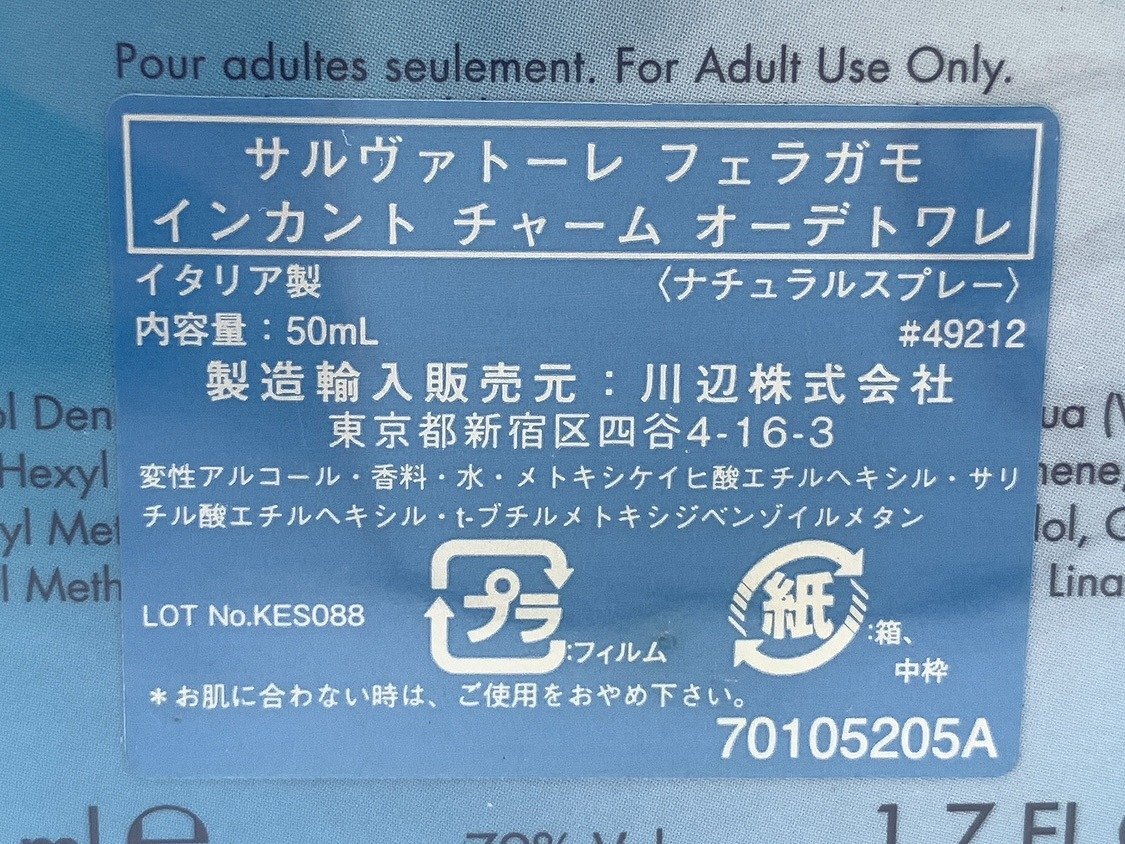 Pour adultes seulement. For Adult Use Only.
サルヴァトーレ フェラガモ
インカント チャーム オーデトワレ
イタリア製 〈ナチュラルスプレー〉
内容量：50mL #49212
製造輸入販売元：川辺株式会社
東京都新宿区四谷4-16-3
変性アルコール・香料・水・メトキシケイヒ酸エチルヘキシル・サリ
チル酸エチルヘキシル・t-ブチルメトキシジベンゾイルメタン
プラ
:フィルム
紙
:箱、
中枠
LOT No.KES088
＊お肌に合わない時は、ご使用をおやめ下さい。
70105205A
Den
Hexyl
Lina
ml e
1.7 FL